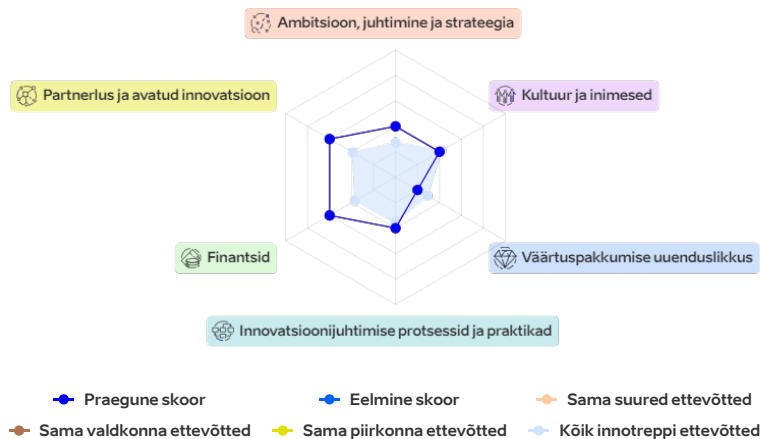 Ambitsioon, juhtimine ja strateegia
Partnerlus ja avatud innovatsioon
Kultuur ja inimesed
Finantsid
Väärtuspakkumise uuenduslikkus
Innovatsioonijuhtimise protsessid ja praktikad
Praegune skoor
Eelmine skoor
Sama suured ettevõtted
Sama valdkonna ettevõtted
Sama piirkonna ettevõtted
Kõik innotreppi ettevõtted